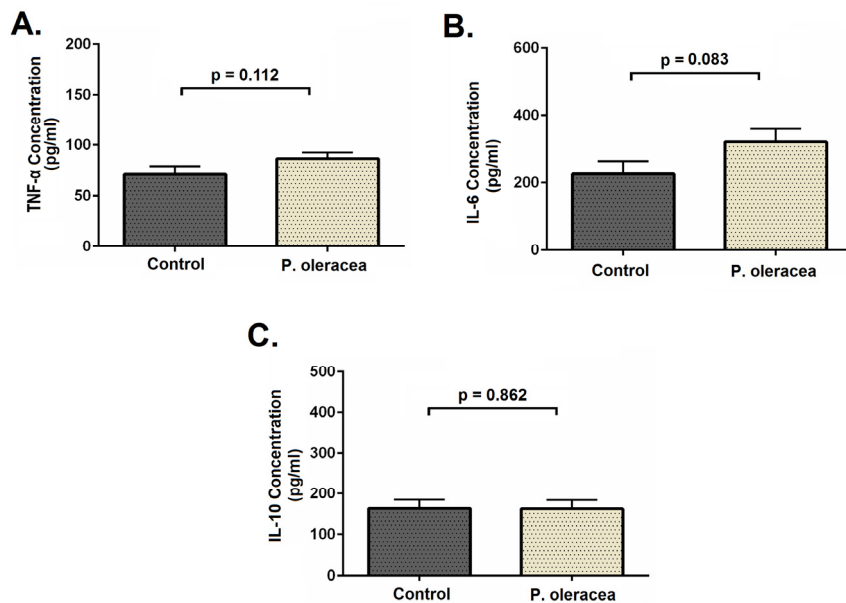 A.
TNF-α Concentration
(pg/ml)
200
150
100
50
0
p = 0.112
Control
P. oleracea
B.
IL-6 Concentration
(pg/ml)
600
400
200
0
p = 0.083
Control
P. oleracea
C.
IL-10 Concentration
(pg/ml)
500
400
300
200
100
0
p = 0.862
Control
P. oleracea